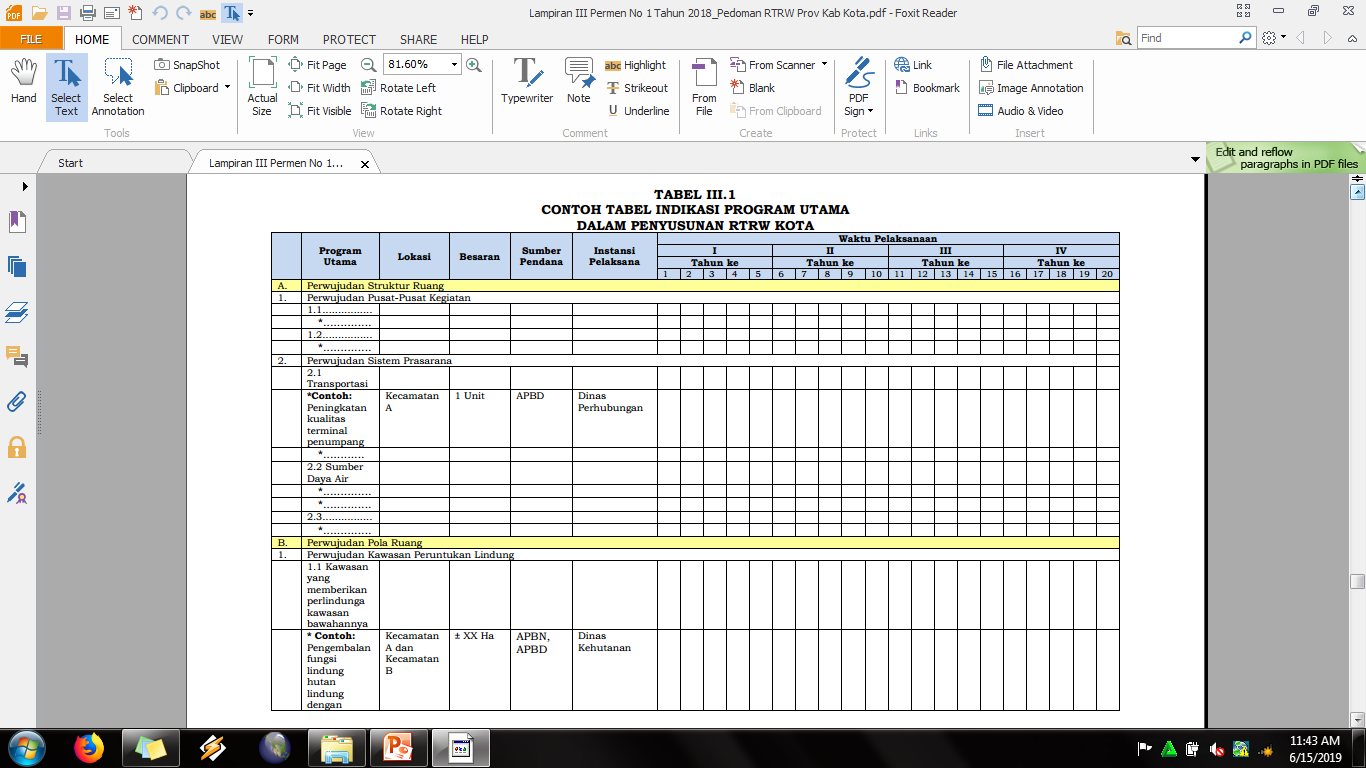 Lampiran III Permen No 1 Tahun 2018_Pedoman RTRW Prov Kab Kota.pdf - Foxit Reader
FILE HOME COMMENT VIEW FORM PROTECT SHARE HELP
Find
Hand
Select Text
Select Annotation
SnapShot
Clipboard
Tools
Actual Size
Fit Page
Fit Width
Fit Visible
81.60%
Rotate Left
Rotate Right
View
Typewriter
Note
abc Highlight
T Strikeout
U Underline
Comment
From File
From Scanner
Blank
From Clipboard
Create
PDF Sign
Protect
Link
Bookmark
Links
File Attachment
Image Annotation
Audio & Video
Insert
Start
Lampiran III Permen No 1...
Edit and reflow
paragraphs in PDF files
TABEL III.1
CONTOH TABEL INDIKASI PROGRAM UTAMA
DALAM PENYUSUNAN RTRW KOTA
Program Utama Lokasi Besaran Sumber Pendana Instansi Pelaksana Waktu Pelaksanaan
I II III IV
Tahun ke Tahun ke Tahun ke Tahun ke
1 2 3 4 5 6 7 8 9 10 11 12 13 14 15 16 17 18 19 20
A. Perwujudan Struktur Ruang
1. Perwujudan Pusat-Pusat Kegiatan
1.1................
*..............
1.2................
*..............
2. Perwujudan Sistem Prasarana
2.1
Transportasi
*Contoh: Kecamatan 1 Unit APBD Dinas
Peningkatan A Perhubungan
kualitas
terminal
penumpang
*............
2.2 Sumber
Daya Air
*..............
*..............
2.3................
*..............
B. Perwujudan Pola Ruang
1. Perwujudan Kawasan Peruntukan Lindung
1.1 Kawasan
yang
memberikan
perlindunga
kawasan
bawahannya
* Contoh: Kecamatan ± XX Ha APBN, Dinas
Pengembalan A dan APBD Kehutanan
fungsi Kecamatan
lindung B
hutan
lindung
dengan
11:43 AM
6/15/2019